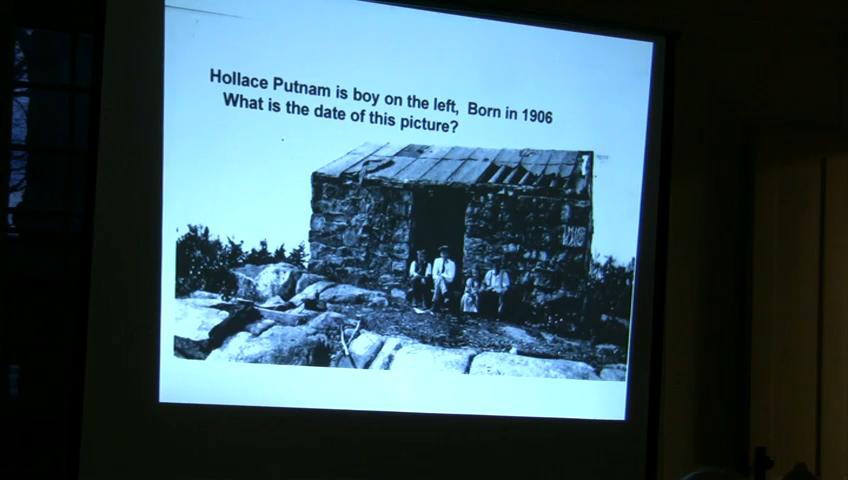 Hollace Putnam is boy on the left, Born in 1906
What is the date of this picture?